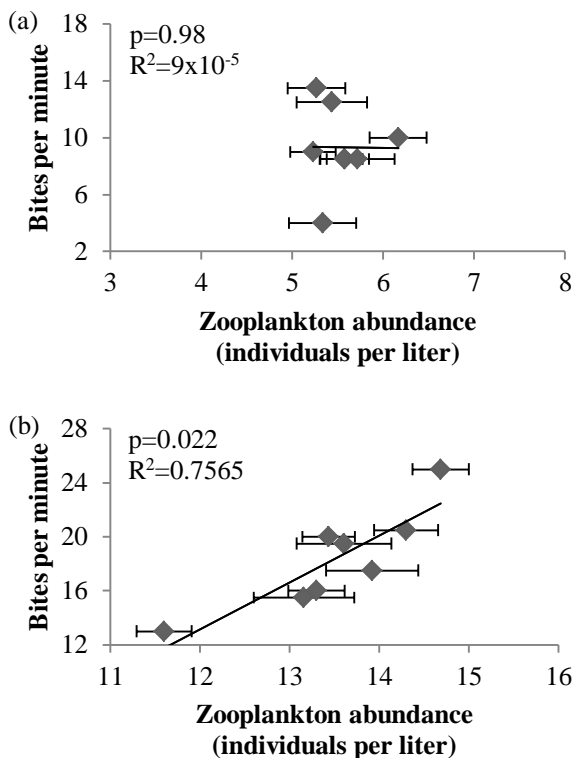 (a)
p=0.98
R²=9x10⁻⁵
Bites per minute
18
14
10
6
2
3 4 5 6 7 8
Zooplankton abundance
(individuals per liter)
(b)
p=0.022
R²=0.7565
Bites per minute
28
24
20
16
12
11 12 13 14 15 16
Zooplankton abundance
(individuals per liter)